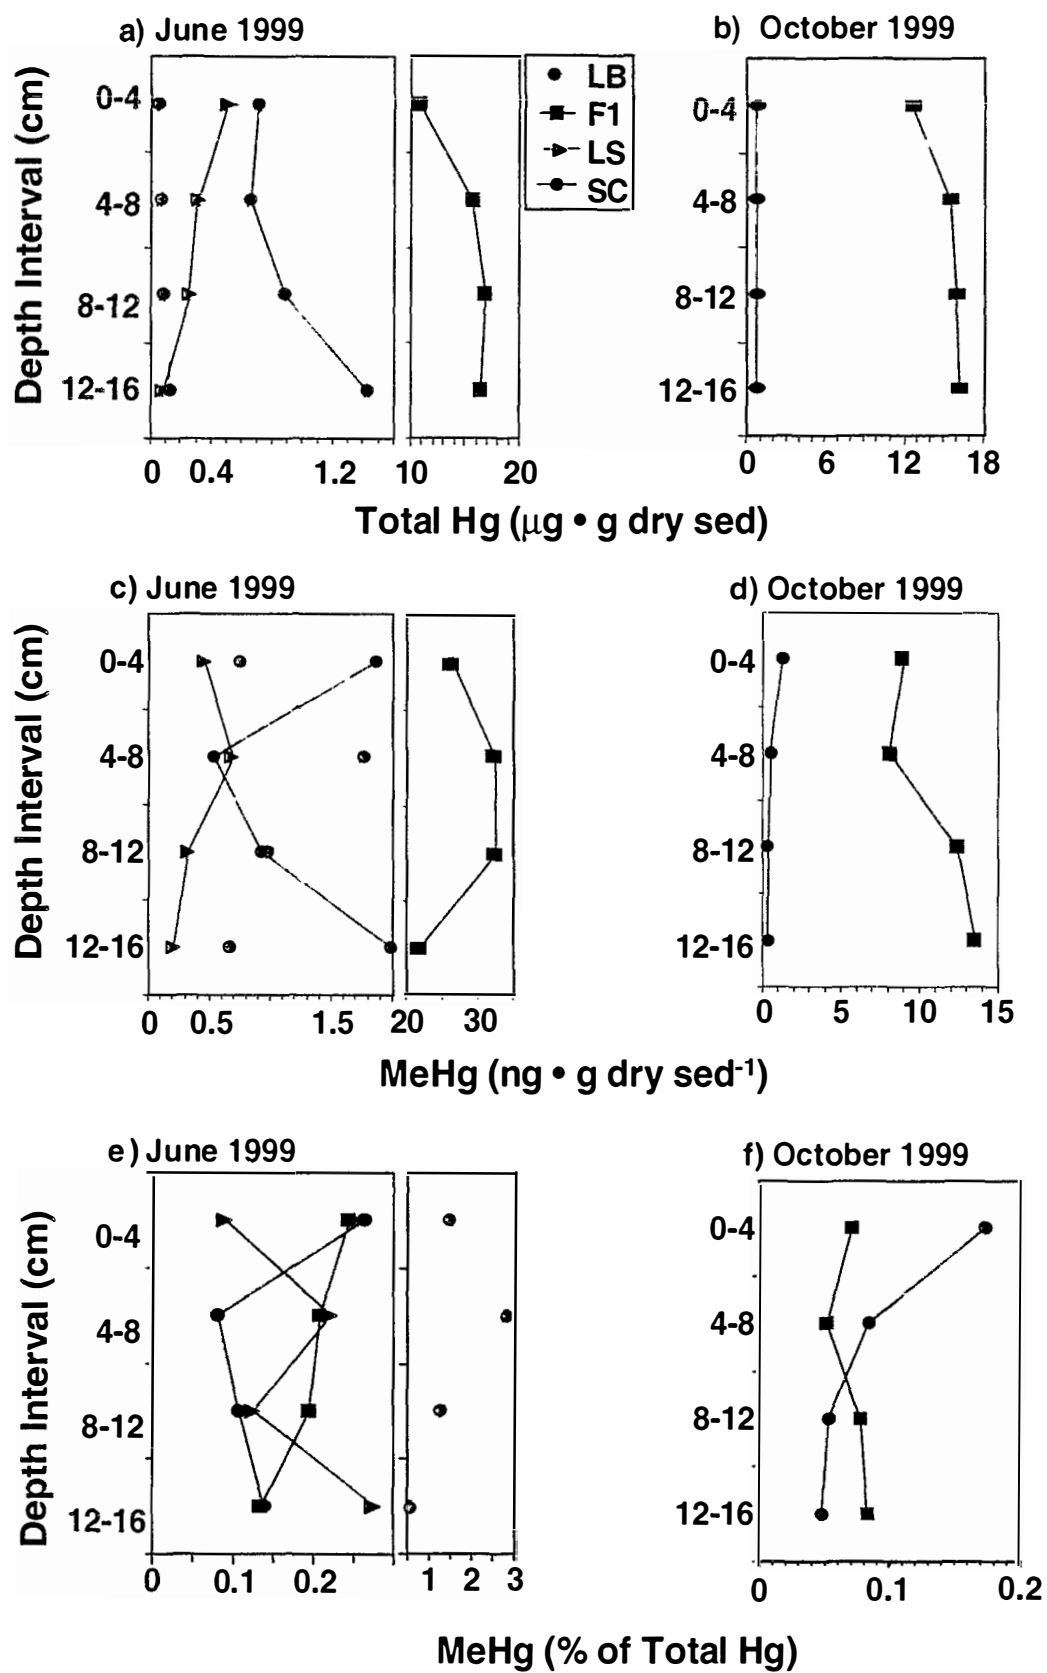 a) June 1999
b) October 1999
LB
F1
LS
SC
Depth Interval (cm)
0-4
4-8
8-12
12-16
0-4
4-8
8-12
12-16
0 0.4 1.2 10 20
0 6 12 18
Total Hg (μg • g dry sed)
c) June 1999
d) October 1999
Depth Interval (cm)
0-4
4-8
8-12
12-16
0-4
4-8
8-12
12-16
0 0.5 1.5 20 30
0 5 10 15
MeHg (ng • g dry sed-1)
e) June 1999
f) October 1999
Depth Interval (cm)
0-4
4-8
8-12
12-16
0-4
4-8
8-12
12-16
0 0.1 0.2 1 2 3
0 0.1 0.2
MeHg (% of Total Hg)